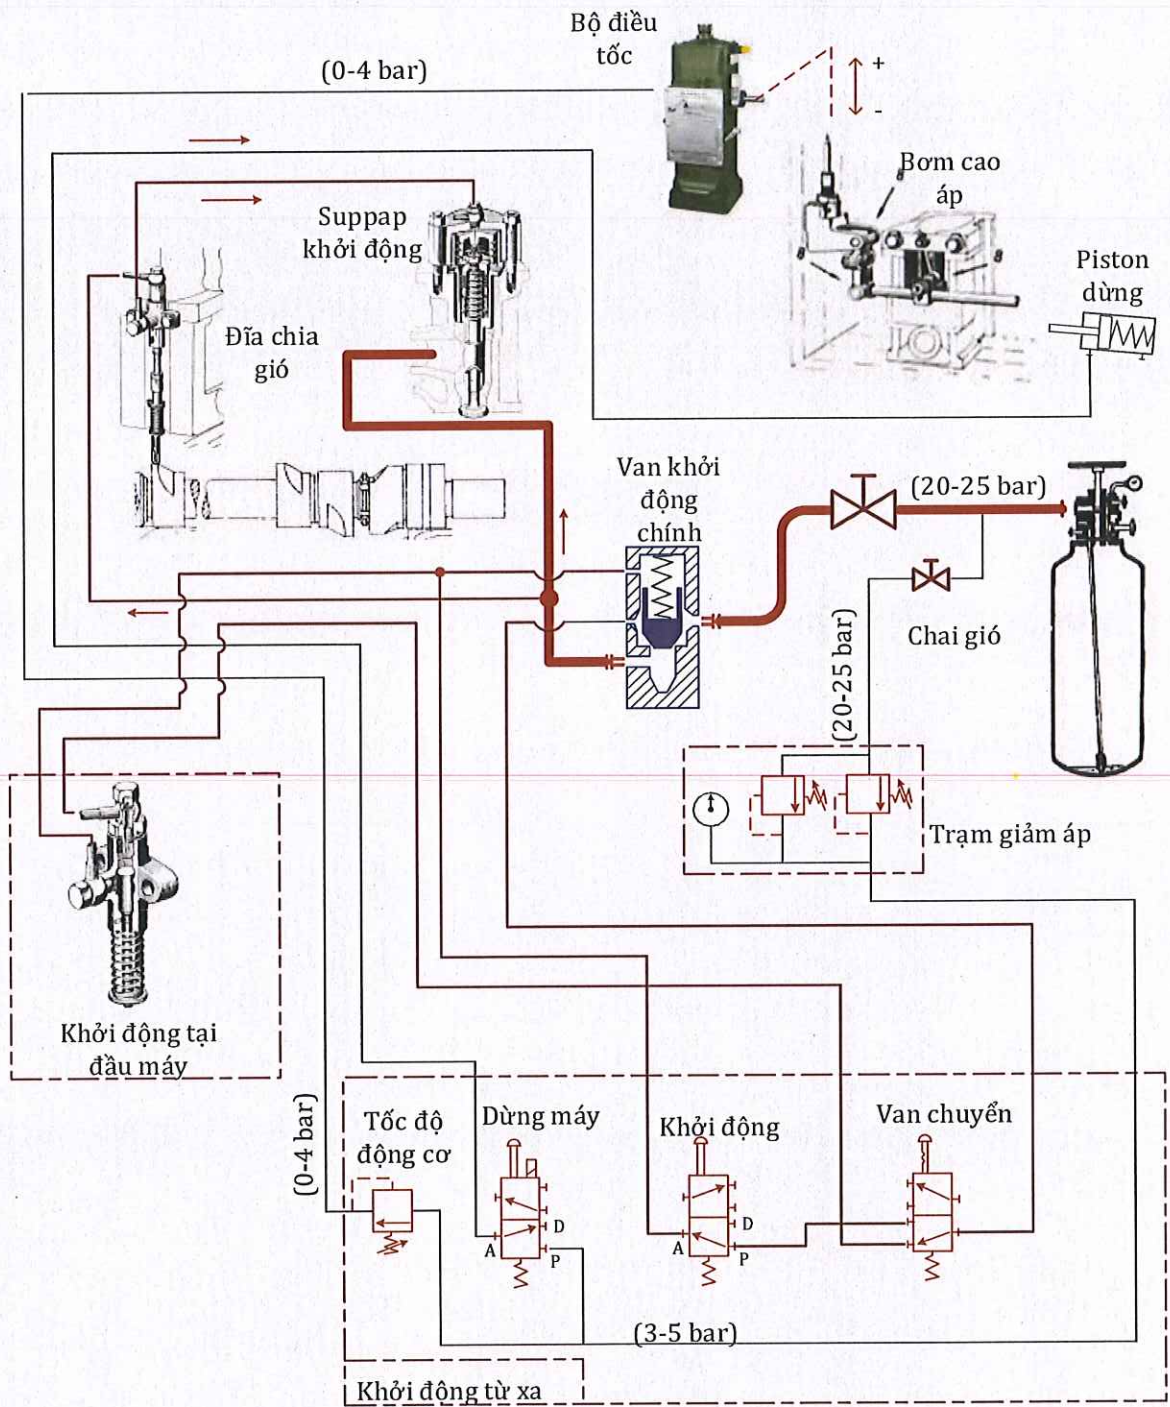 Bộ điều
tốc
(0-4 bar)
+
-
Bơm cao
áp
Suppap
khởi động
Piston
dừng
Đĩa chia
gió
Van khởi
động
chính
(20-25 bar)
Chai gió
(20-25 bar)
Trạm giảm áp
Khởi động tại
đầu máy
(0-4 bar)
Tốc độ
động cơ
Dừng máy
Khởi động
Van chuyển
D
A
P
D
A
P
(3-5 bar)
Khởi động từ xa